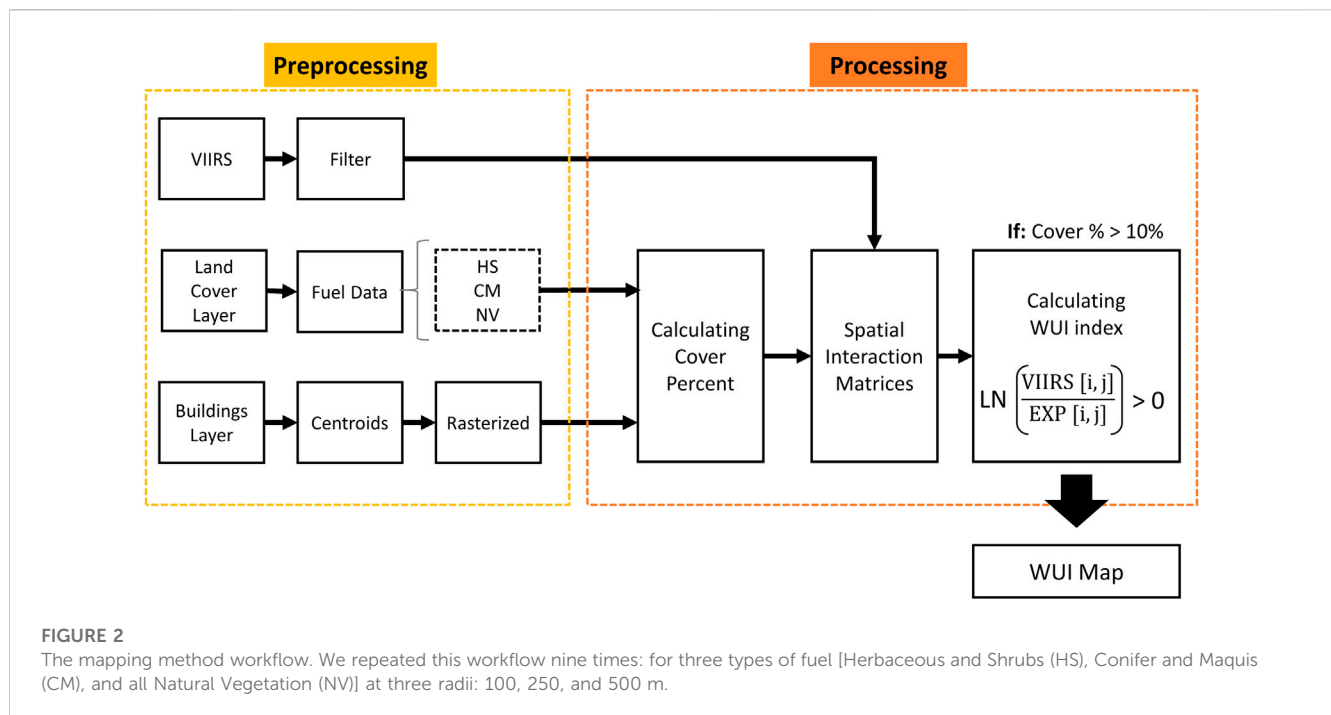 Preprocessing
Processing
VIIRS
Filter
Land
Cover
Layer
Fuel Data
HS
CM
NV
Buildings
Layer
Centroids
Rasterized
Calculating
Cover
Percent
Spatial
Interaction
Matrices
If: Cover % > 10%
Calculating
WUI index
LN (VIIRS [i, j] / EXP [i, j]) > 0
WUI Map
FIGURE 2
The mapping method workflow. We repeated this workflow nine times: for three types of fuel [Herbaceous and Shrubs (HS), Conifer and Maquis
(CM), and all Natural Vegetation (NV)] at three radii: 100, 250, and 500 m.